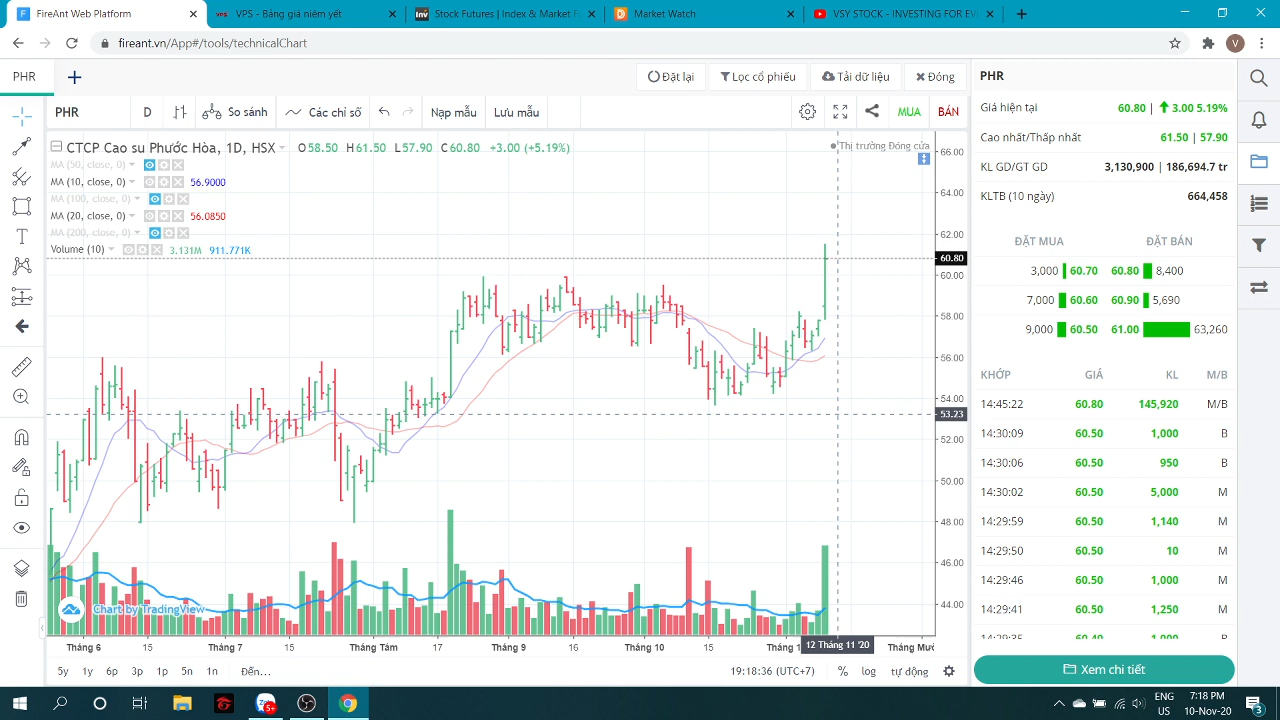 FireAnt Web Platform
VPS - Bảng giá niêm yết
Stock Futures | Index & Market F
Market Watch
VSY STOCK - INVESTING FOR EV
fireant.vn/App#/tools/technicalChart
V
PHR
Đặt lại
Lọc cổ phiếu
Tải dữ liệu
Đóng
PHR
D
So sánh
Các chỉ số
Nạp mẫu
Lưu mẫu
MUA
BÁN
CTCP Cao su Phước Hòa, 1D, HSX
O58.50 H61.50 L57.90 C60.80 +3.00 (+5.19%)
Thị trường Đóng cửa
MA (50, close, 0)
MA (10, close, 0) 56.9000
MA (100, close, 0)
MA (20, close, 0) 56.0850
MA (200, close, 0)
Volume (10) 3.131M 911.771K
66.00
64.00
62.00
60.80
60.00
58.00
56.00
54.00
53.23
52.00
50.00
48.00
46.00
44.00
Chart by TradingView
Tháng 6 15 Tháng 7 15 Tháng Tám 17 Tháng 9 16 Tháng 10 15 Tháng 1 12 Tháng 11 '20 Tháng Mườ
5y 1y 6p 3p 1p 5n 1n Đến...
19:18:36 (UTC+7) % log tự động
PHR
Giá hiện tại 60.80 | 3.00 5.19%
Cao nhất/Thấp nhất 61.50 | 57.90
KL GD/GT GD 3,130,900 | 186,694.7 tr
KLTB (10 ngày) 664,458
ĐẶT MUA ĐẶT BÁN
3,000 60.70 60.80 8,400
7,000 60.60 60.90 5,690
9,000 60.50 61.00 63,260
KHỚP GIÁ KL M/B
14:45:22 60.80 145,920 M/B
14:30:09 60.50 1,000 B
14:30:06 60.50 950 B
14:30:02 60.50 5,000 M
14:29:59 60.50 1,140 M
14:29:50 60.50 10 M
14:29:46 60.50 1,000 M
14:29:41 60.50 1,250 M
14:29:35 60.40 1,000 B
Xem chi tiết
5+
ENG
US
7:18 PM
10-Nov-20
3